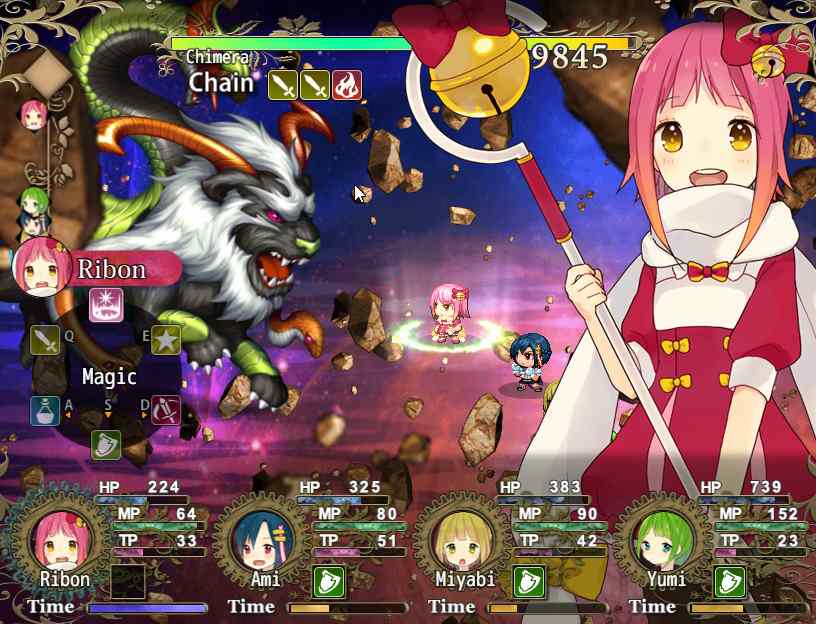 Chimera
Chain
9845
Ribon
Q
E
Magic
A
S
D
HP 224
MP 64
TP 33
Ribon
Time
HP 325
MP 80
TP 51
Ami
Time
HP 383
MP 90
TP 42
Miyabi
Time
HP 739
MP 152
TP 23
Yumi
Time